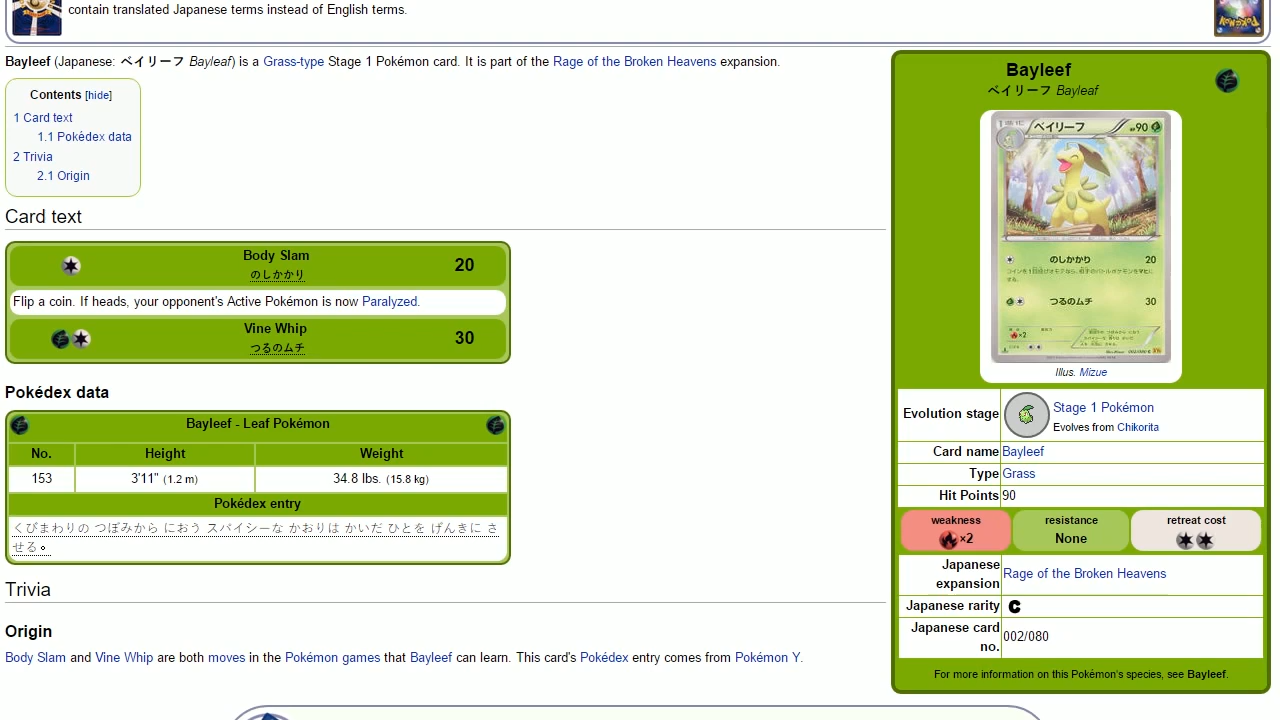 contain translated Japanese terms instead of English terms.
Bayleef (Japanese: ベイリーフ Bayleaf) is a Grass-type Stage 1 Pokémon card. It is part of the Rage of the Broken Heavens expansion.
Contents [hide]
1 Card text
1.1 Pokédex data
2 Trivia
2.1 Origin
Card text
Body Slam
のしかかり
20
Flip a coin. If heads, your opponent's Active Pokémon is now Paralyzed.
Vine Whip
つるのムチ
30
Pokédex data
Bayleef - Leaf Pokémon
No. Height Weight
153 3'11" (1.2 m) 34.8 lbs. (15.8 kg)
Pokédex entry
くびまわりの つぼみから におう スパイシーな かおりは かいだ ひとを げんきに さ
せる。
Trivia
Origin
Body Slam and Vine Whip are both moves in the Pokémon games that Bayleef can learn. This card's Pokédex entry comes from Pokémon Y.
Bayleef
ベイリーフ Bayleaf
ベイリーフ 90
のしかかり 20
つるのムチ 30
×2
Illus. Mizue
Evolution stage Stage 1 Pokémon
Evolves from Chikorita
Card name Bayleef
Type Grass
Hit Points 90
weakness resistance retreat cost
×2 None
Japanese
expansion Rage of the Broken Heavens
Japanese rarity C
Japanese card
no. 002/080
For more information on this Pokémon's species, see Bayleef.